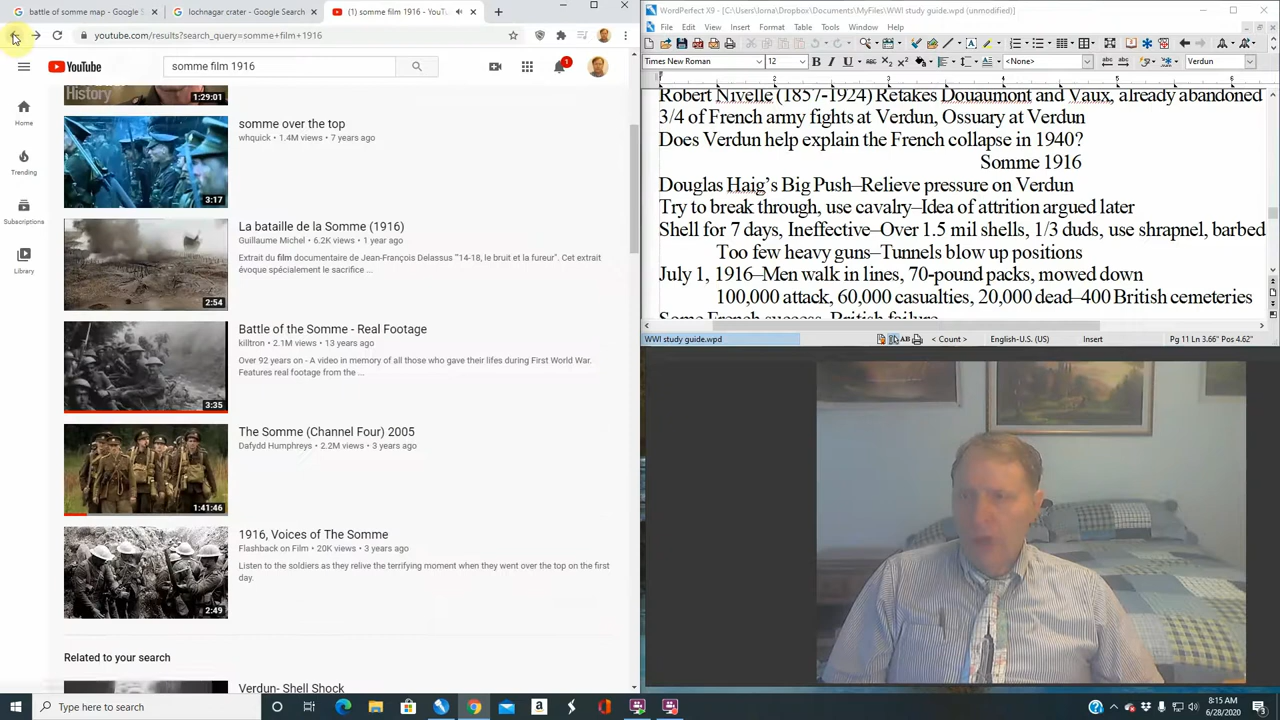 battle of somme map - Google S
lochnagar crater - Google Search
(1) somme film 1916 - YouTu
youtube.com/results?search_query=somme+film+1916
YouTube
somme film 1916
1
Home
Trending
Subscriptions
Library
History
1:29:01
somme over the top
whquick • 1.4M views • 7 years ago
3:17
La bataille de la Somme (1916)
Guillaume Michel • 6.2K views • 1 year ago
Extrait du film documentaire de Jean-François Delassus "14-18, le bruit et la fureur". Cet extrait
évoque spécialement le sacrifice ...
2:54
Battle of the Somme - Real Footage
killtron • 2.1M views • 13 years ago
Over 92 years on - A video in memory of all those who gave their lifes during First World War.
Features real footage from the ...
3:35
The Somme (Channel Four) 2005
Dafydd Humphreys • 2.2M views • 3 years ago
1:41:46
1916, Voices of The Somme
Flashback on Film • 20K views • 3 years ago
Listen to the soldiers as they relive the terrifying moment when they went over the top on the first
day.
2:49
Related to your search
Verdun- Shell Shock
WordPerfect X9 - [C:\Users\lorna\Dropbox\Documents\MyFiles\WWI study guide.wpd (unmodified)]
File Edit View Insert Format Table Tools Window Help
Times New Roman 12 B I U <None> Verdun
1 2 3 4 5 6
Robert Nivelle (1857-1924) Retakes Douaumont and Vaux, already abandoned
3/4 of French army fights at Verdun, Ossuary at Verdun
Does Verdun help explain the French collapse in 1940?
Somme 1916
Douglas Haig's Big Push–Relieve pressure on Verdun
Try to break through, use cavalry–Idea of attrition argued later
Shell for 7 days, Ineffective–Over 1.5 mil shells, 1/3 duds, use shrapnel, barbed
Too few heavy guns–Tunnels blow up positions
July 1, 1916–Men walk in lines, 70-pound packs, mowed down
100,000 attack, 60,000 casualties, 20,000 dead–400 British cemeteries
Some French success, British failure
WWI study guide.wpd
AB
< Count >
English-U.S. (US)
Insert
Pg 11 Ln 3.66" Pos 4.62"
Type here to search
8:15 AM
6/28/2020